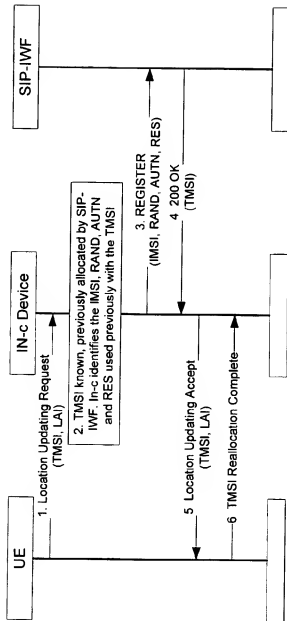 UE
IN-c Device
SIP-IWF
1. Location Updating Request
(TMSI, LAI)
2. TMSI known, previously allocated by SIP-
IWF. In-c identifies the IMSI, RAND, AUTN
and RES used previously with the TMSI
3. REGISTER
(IMSI, RAND, AUTN, RES)
4 200 OK
(TMSI)
5 Location Updating Accept
(TMSI, LAI)
6 TMSI Reallocation Complete